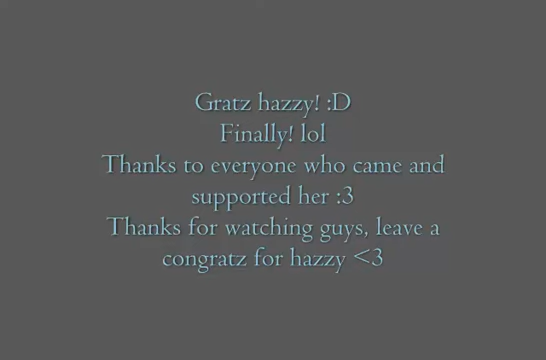 Gratz hazzy! :D
Finally! lol
Thanks to everyone who came and
supported her :3
Thanks for watching guys, leave a
congratz for hazzy <3